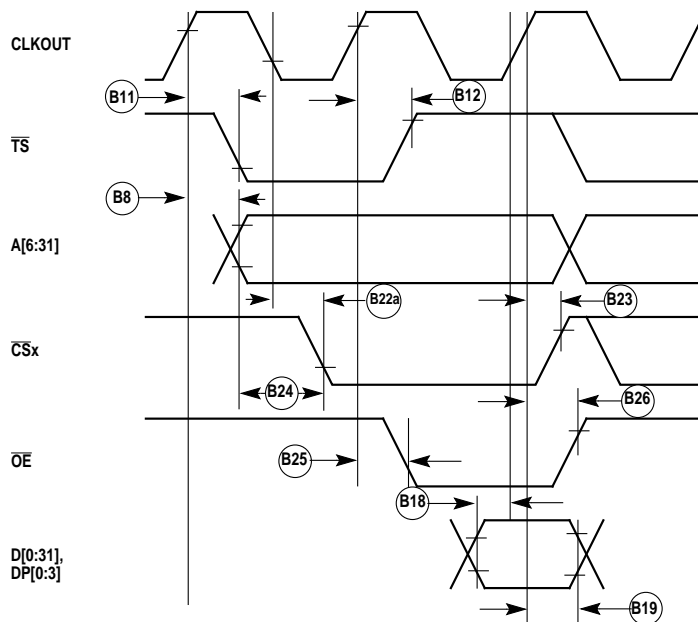 CLKOUT
B11
B12
TS
B8
A[6:31]
B22a
B23
CSx
B24
B26
OE
B25
B18
D[0:31],
DP[0:3]
B19